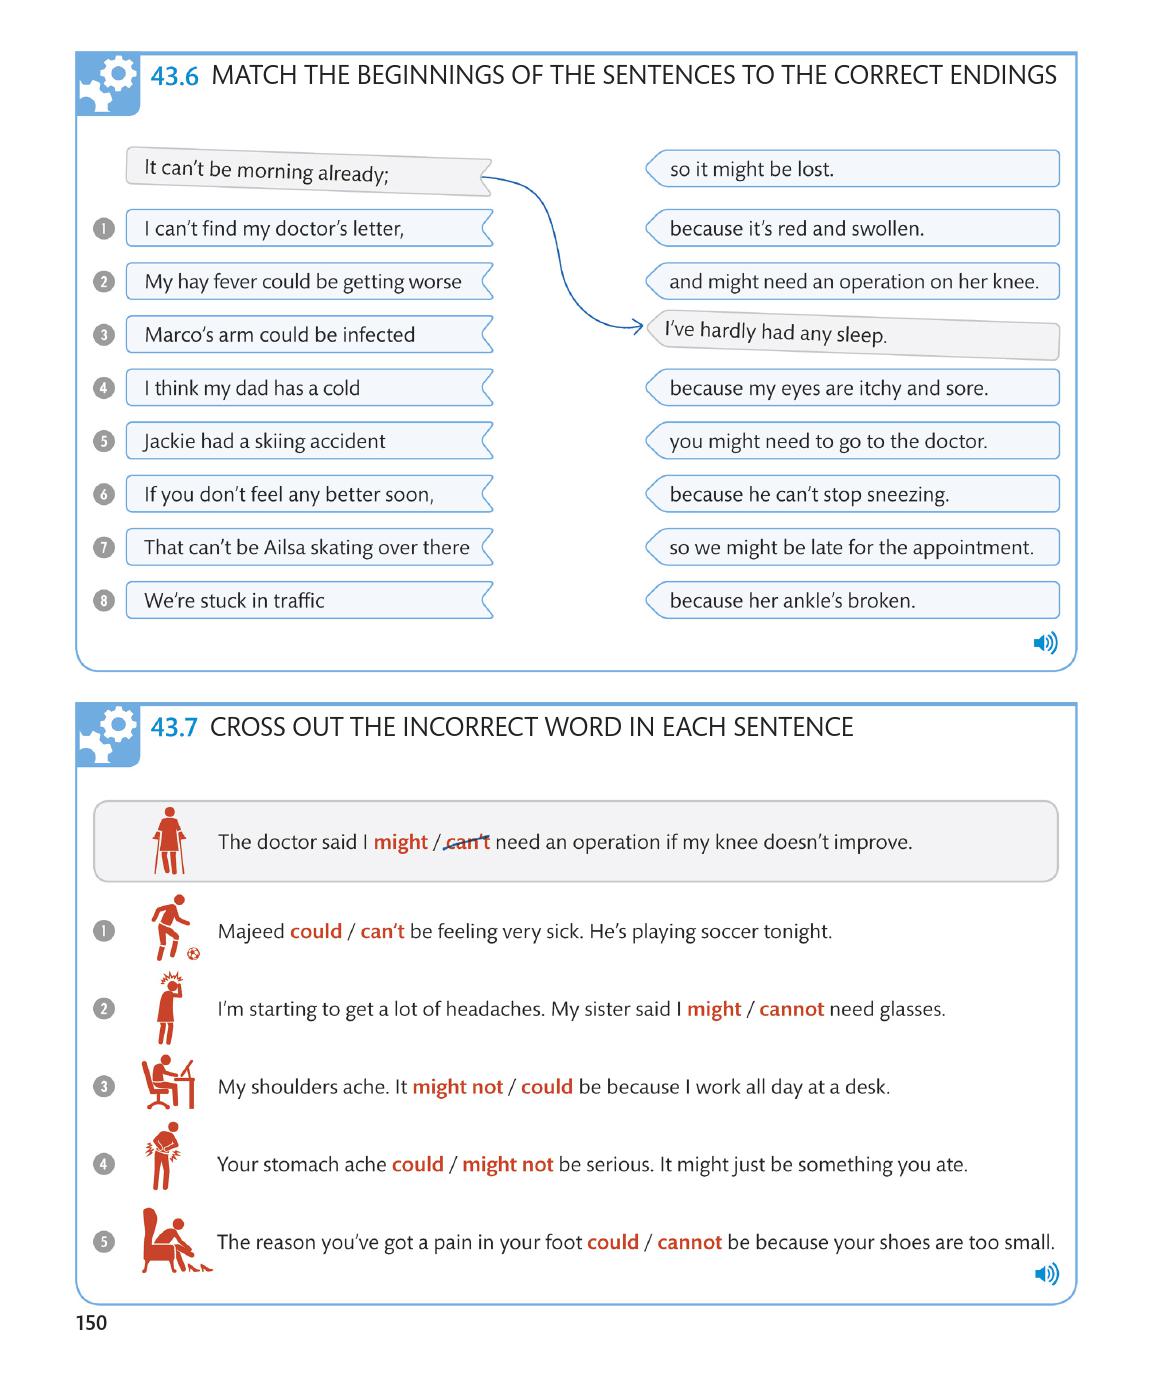 43.6 MATCH THE BEGINNINGS OF THE SENTENCES TO THE CORRECT ENDINGS
It can't be morning already;
so it might be lost.
1 I can't find my doctor's letter,
because it's red and swollen.
2 My hay fever could be getting worse
and might need an operation on her knee.
3 Marco's arm could be infected
I've hardly had any sleep.
4 I think my dad has a cold
because my eyes are itchy and sore.
5 Jackie had a skiing accident
you might need to go to the doctor.
6 If you don't feel any better soon,
because he can't stop sneezing.
7 That can't be Ailsa skating over there
so we might be late for the appointment.
8 We're stuck in traffic
because her ankle's broken.
43.7 CROSS OUT THE INCORRECT WORD IN EACH SENTENCE
The doctor said I might / can't need an operation if my knee doesn't improve.
1 Majeed could / can't be feeling very sick. He's playing soccer tonight.
2 I'm starting to get a lot of headaches. My sister said I might / cannot need glasses.
3 My shoulders ache. It might not / could be because I work all day at a desk.
4 Your stomach ache could / might not be serious. It might just be something you ate.
5 The reason you've got a pain in your foot could / cannot be because your shoes are too small.
150